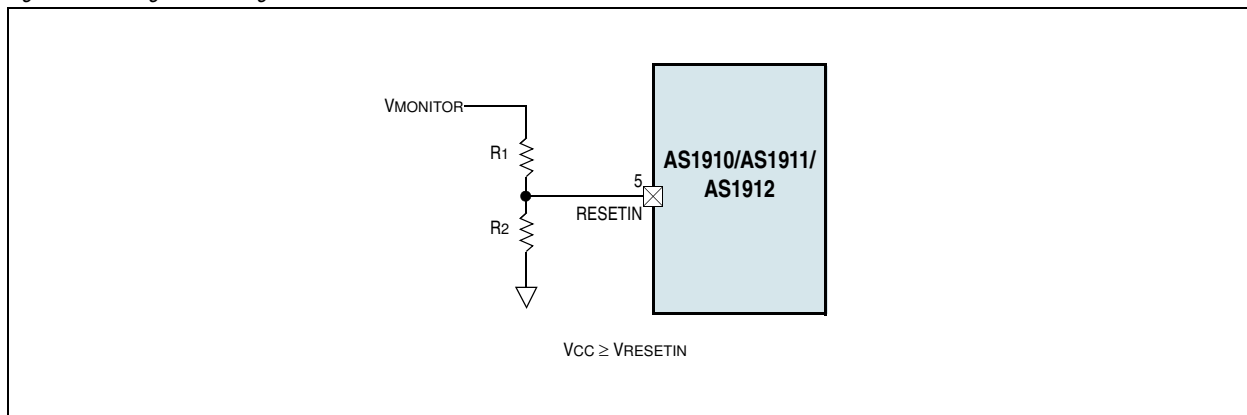 VMONITOR
R1
AS1910/AS1911/
AS1912
5
RESETIN
R2
VCC ≥ VRESETIN